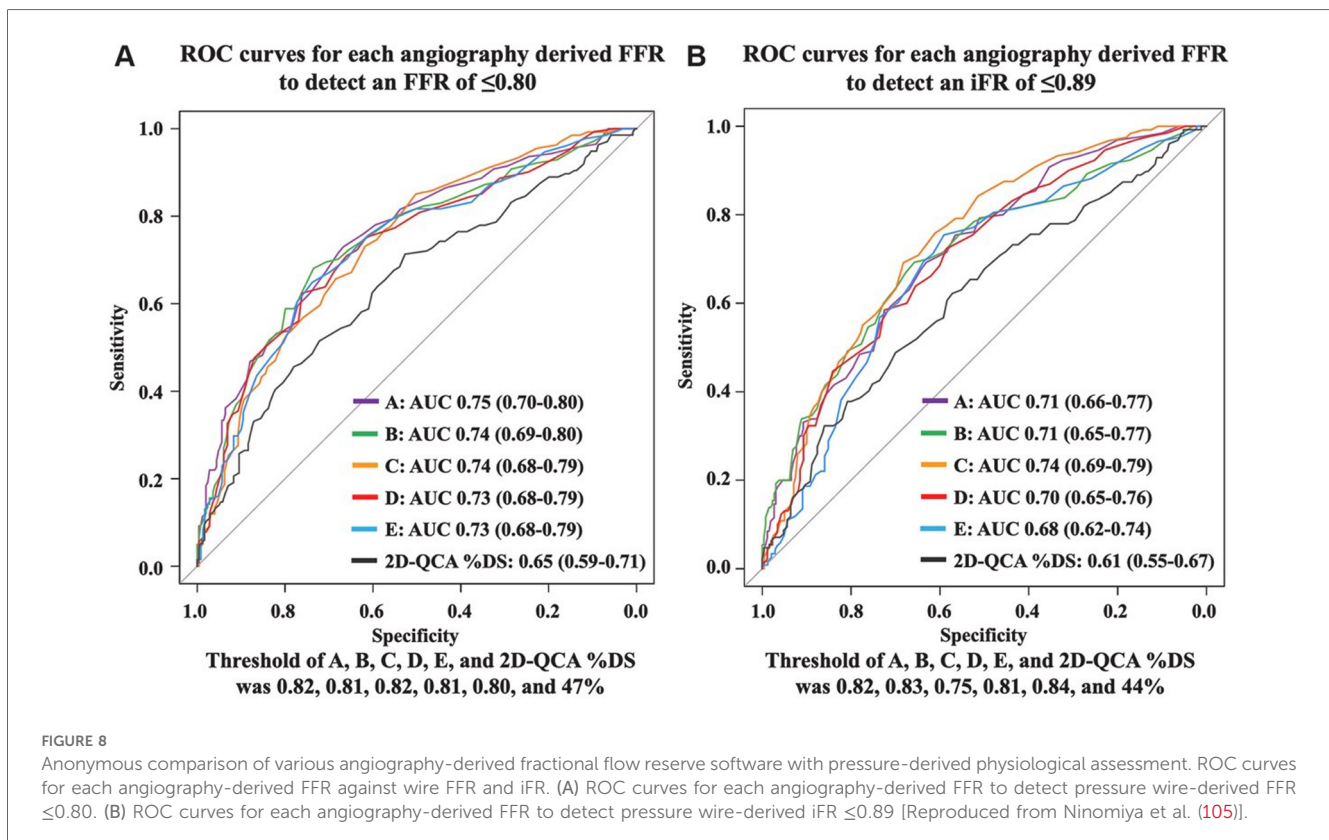 A
ROC curves for each angiography derived FFR
to detect an FFR of ≤0.80
1.0
0.8
0.6
0.4
0.2
0.0
Sensitivity
A: AUC 0.75 (0.70-0.80)
B: AUC 0.74 (0.69-0.80)
C: AUC 0.74 (0.68-0.79)
D: AUC 0.73 (0.68-0.79)
E: AUC 0.73 (0.68-0.79)
2D-QCA %DS: 0.65 (0.59-0.71)
1.0 0.8 0.6 0.4 0.2 0.0
Specificity
Threshold of A, B, C, D, E, and 2D-QCA %DS
was 0.82, 0.81, 0.82, 0.81, 0.80, and 47%
B
ROC curves for each angiography derived FFR
to detect an iFR of ≤0.89
1.0
0.8
0.6
0.4
0.2
0.0
Sensitivity
A: AUC 0.71 (0.66-0.77)
B: AUC 0.71 (0.65-0.77)
C: AUC 0.74 (0.69-0.79)
D: AUC 0.70 (0.65-0.76)
E: AUC 0.68 (0.62-0.74)
2D-QCA %DS: 0.61 (0.55-0.67)
1.0 0.8 0.6 0.4 0.2 0.0
Specificity
Threshold of A, B, C, D, E, and 2D-QCA %DS
was 0.82, 0.83, 0.75, 0.81, 0.84, and 44%
FIGURE 8
Anonymous comparison of various angiography-derived fractional flow reserve software with pressure-derived physiological assessment. ROC curves
for each angiography-derived FFR against wire FFR and iFR. (A) ROC curves for each angiography-derived FFR to detect pressure wire-derived FFR
≤0.80. (B) ROC curves for each angiography-derived FFR to detect pressure wire-derived iFR ≤0.89 [Reproduced from Ninomiya et al. (105)].